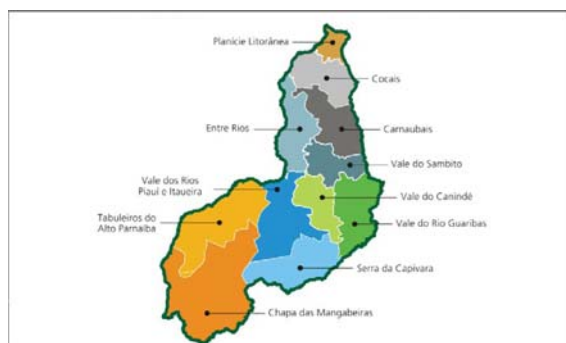 Planície Litorânea
Cocais
Entre Rios
Carnaubais
Vale do Sambito
Vale dos Rios
Piauí e Itaueira
Vale do Canindé
Tabuleiros do
Alto Parnaíba
Vale do Rio Guaribas
Serra da Capivara
Chapa das Mangabeiras